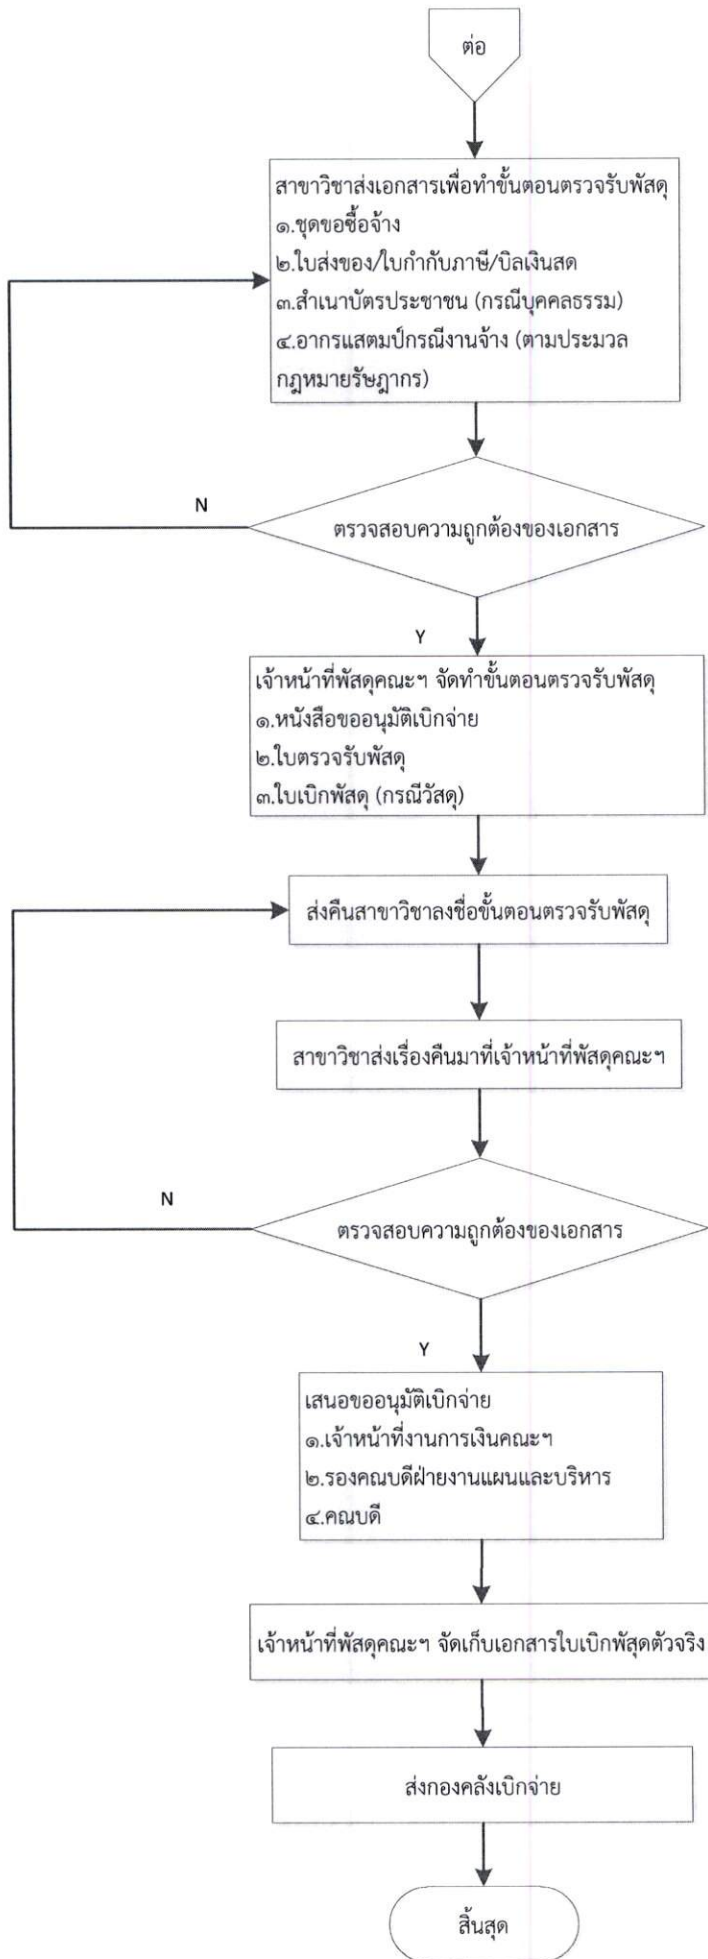 ต่อ
สาขาวิชาส่งเอกสารเพื่อทำขั้นตอนตรวจรับพัสดุ
๑.ชุดขอซื้อจ้าง
๒.ใบส่งของ/ใบกำกับภาษี/บิลเงินสด
๓.สำเนาบัตรประชาชน (กรณีบุคคลธรรม)
๔.อากรแสตมป์กรณีงานจ้าง (ตามประมวล
กฎหมายรัษฎากร)
N
ตรวจสอบความถูกต้องของเอกสาร
Y
เจ้าหน้าที่พัสดุคณะฯ จัดทำขั้นตอนตรวจรับพัสดุ
๑.หนังสือขออนุมัติเบิกจ่าย
๒.ใบตรวจรับพัสดุ
๓.ใบเบิกพัสดุ (กรณีวัสดุ)
ส่งคืนสาขาวิชาลงชื่อขั้นตอนตรวจรับพัสดุ
สาขาวิชาส่งเรื่องคืนมาที่เจ้าหน้าที่พัสดุคณะฯ
N
ตรวจสอบความถูกต้องของเอกสาร
Y
เสนอขออนุมัติเบิกจ่าย
๑.เจ้าหน้าที่งานการเงินคณะฯ
๒.รองคณบดีฝ่ายงานแผนและบริหาร
๔.คณบดี
เจ้าหน้าที่พัสดุคณะฯ จัดเก็บเอกสารใบเบิกพัสุดตัวจริง
ส่งกองคลังเบิกจ่าย
สิ้นสุด